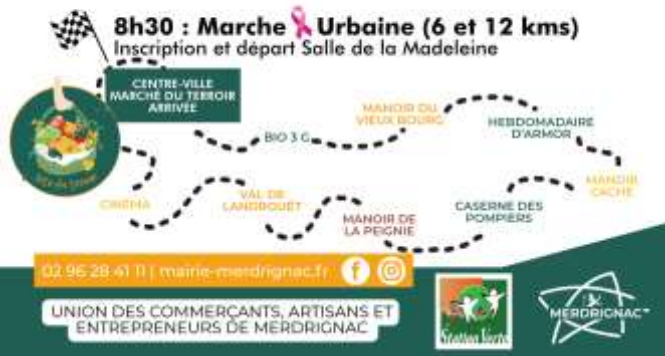 8h30 : Marche Urbaine (6 et 12 kms)
Inscription et départ Salle de la Madeleine
CENTRE-VILLE
MARCHÉ DU TERROIR
ARRIVÉE
BIO 3 G
MANOIR DU
VIEUX BOURG
HEBDOMADAIRE
D'ARMOR
MANOIR
CACHÉ
CASERNE DES
POMPIERS
MANOIR DE
LA PEIGNIE
VAL DE
LANDROUËT
CINÉMA
02 96 28 41 11 | mairie-merdrignac.fr
UNION DES COMMERÇANTS, ARTISANS ET
ENTREPRENEURS DE MERDRIGNAC
Station Verte
MERDRIGNAC